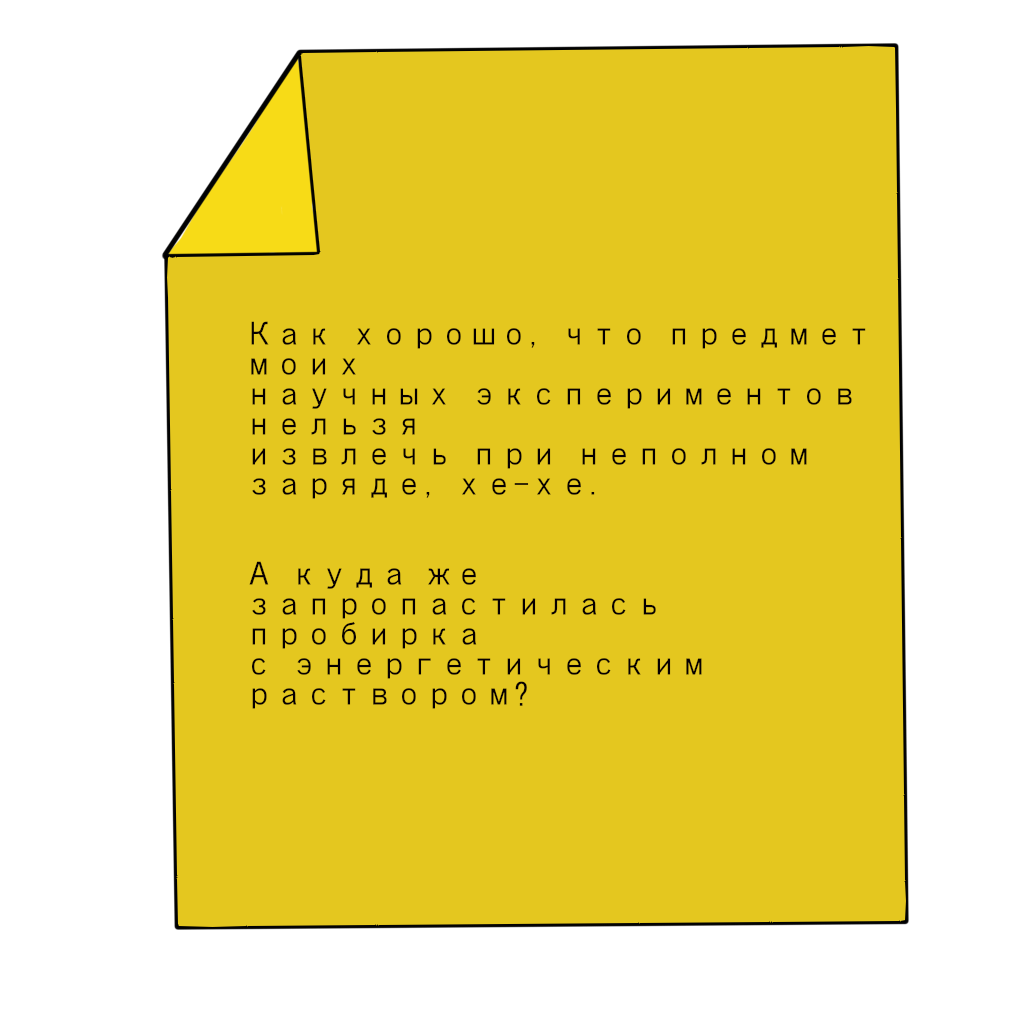 Как хорошо, что предмет
моих
научных экспериментов
нельзя
извлечь при неполном
заряде, хе-хе.
А куда же
запропастилась
пробирка
с энергетическим
раствором?